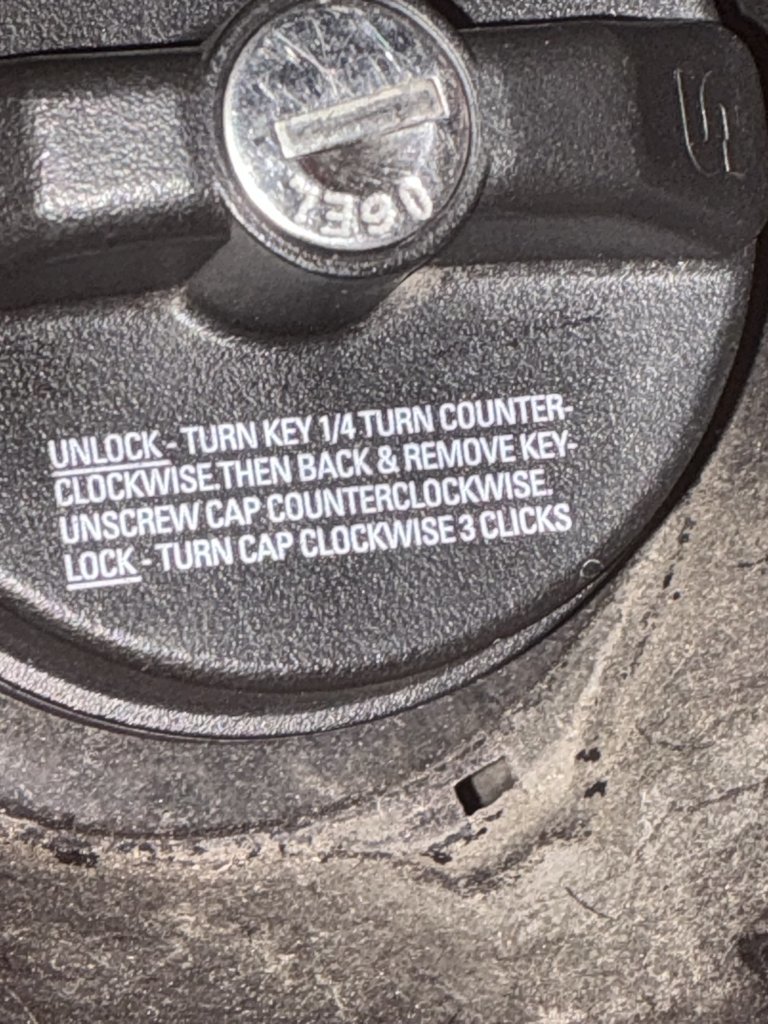 UNLOCK - TURN KEY 1/4 TURN COUNTER-
CLOCKWISE.THEN BACK & REMOVE KEY-
UNSCREW CAP COUNTERCLOCKWISE.
LOCK - TURN CAP CLOCKWISE 3 CLICKS